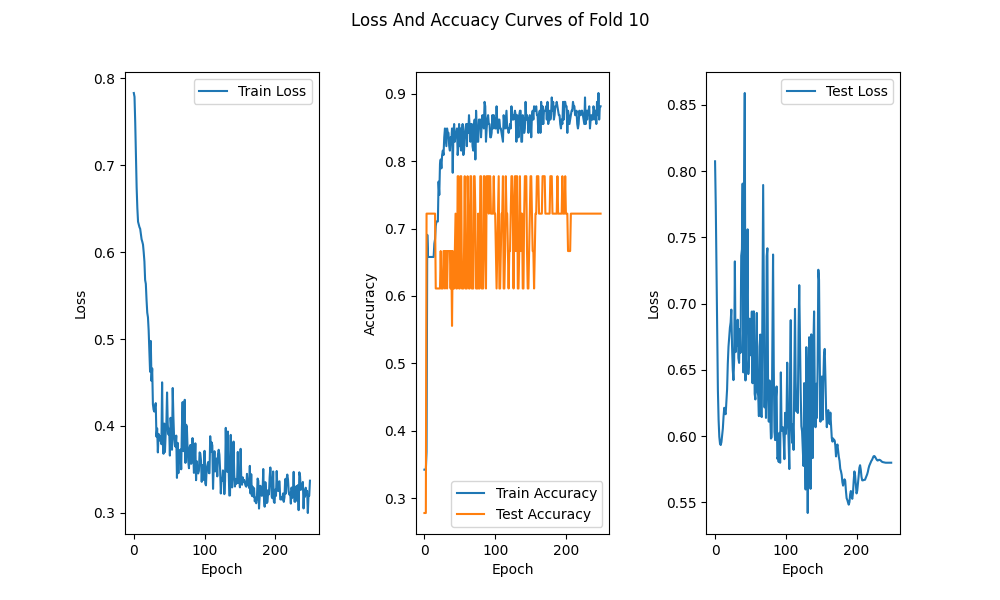 Loss And Accuacy Curves of Fold 10
0.8
0.7
0.6
0.5
0.4
0.3
Loss
Train Loss
0
100
200
Epoch
0.9
0.8
0.7
0.6
0.5
0.4
0.3
Accuracy
Train Accuracy
Test Accuracy
0
100
200
Epoch
0.85
0.80
0.75
0.70
0.65
0.60
0.55
Loss
Test Loss
0
100
200
Epoch